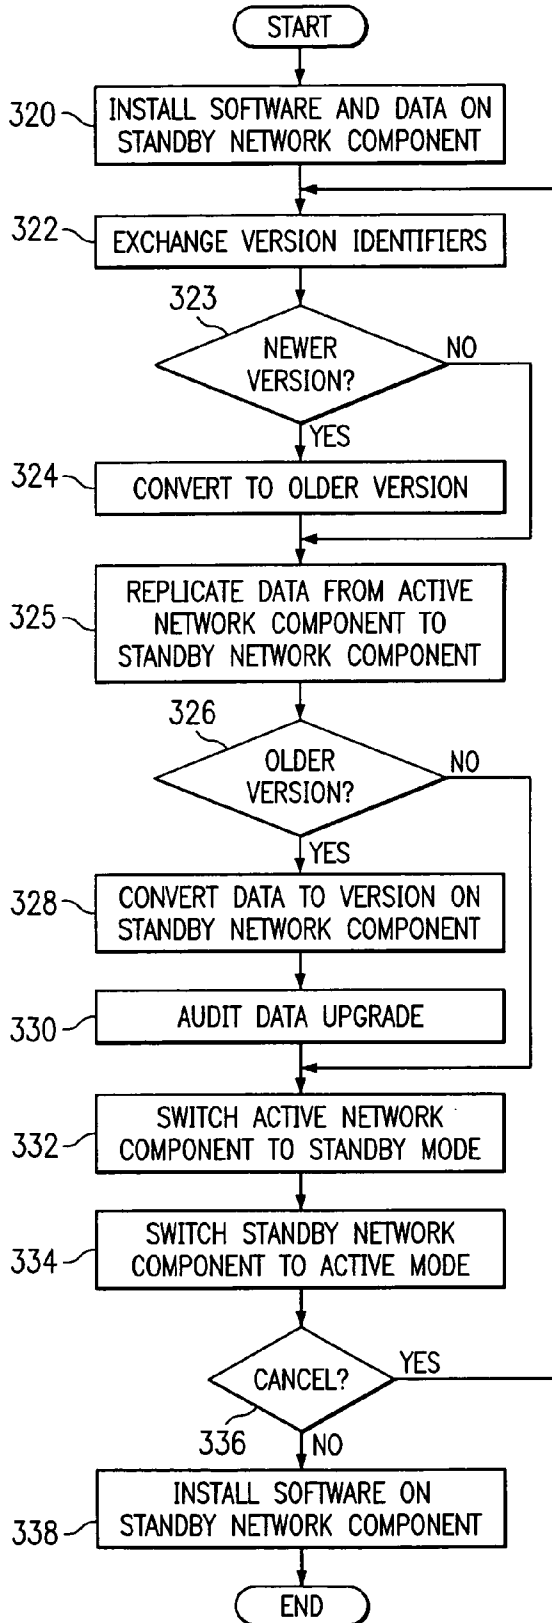 START
320
INSTALL SOFTWARE AND DATA ON
STANDBY NETWORK COMPONENT
322
EXCHANGE VERSION IDENTIFIERS
323
NEWER
VERSION?
NO
YES
324
CONVERT TO OLDER VERSION
325
REPLICATE DATA FROM ACTIVE
NETWORK COMPONENT TO
STANDBY NETWORK COMPONENT
326
OLDER
VERSION?
NO
YES
328
CONVERT DATA TO VERSION ON
STANDBY NETWORK COMPONENT
330
AUDIT DATA UPGRADE
332
SWITCH ACTIVE NETWORK
COMPONENT TO STANDBY MODE
334
SWITCH STANDBY NETWORK
COMPONENT TO ACTIVE MODE
CANCEL?
YES
336
NO
338
INSTALL SOFTWARE ON
STANDBY NETWORK COMPONENT
END